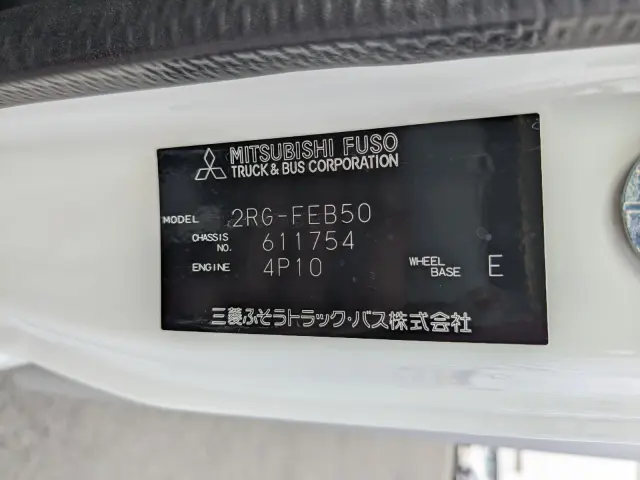 MITSUBISHI FUSO
TRUCK & BUS CORPORATION
MODEL 2RG-FEB50
CHASSIS NO. 611754
ENGINE 4P10 WHEEL BASE E
三菱ふそうトラック・バス株式会社